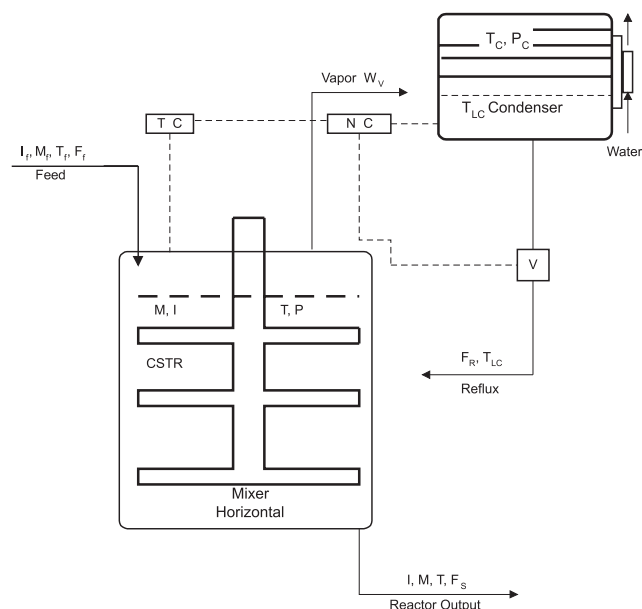 T_C, P_C
Vapor W_V
T_LC Condenser
T C
N C
Water
I_f, M_f, T_f, F_f
Feed
V
M, I
T, P
CSTR
F_R, T_LC
Reflux
Mixer
Horizontal
I, M, T, F_S
Reactor Output